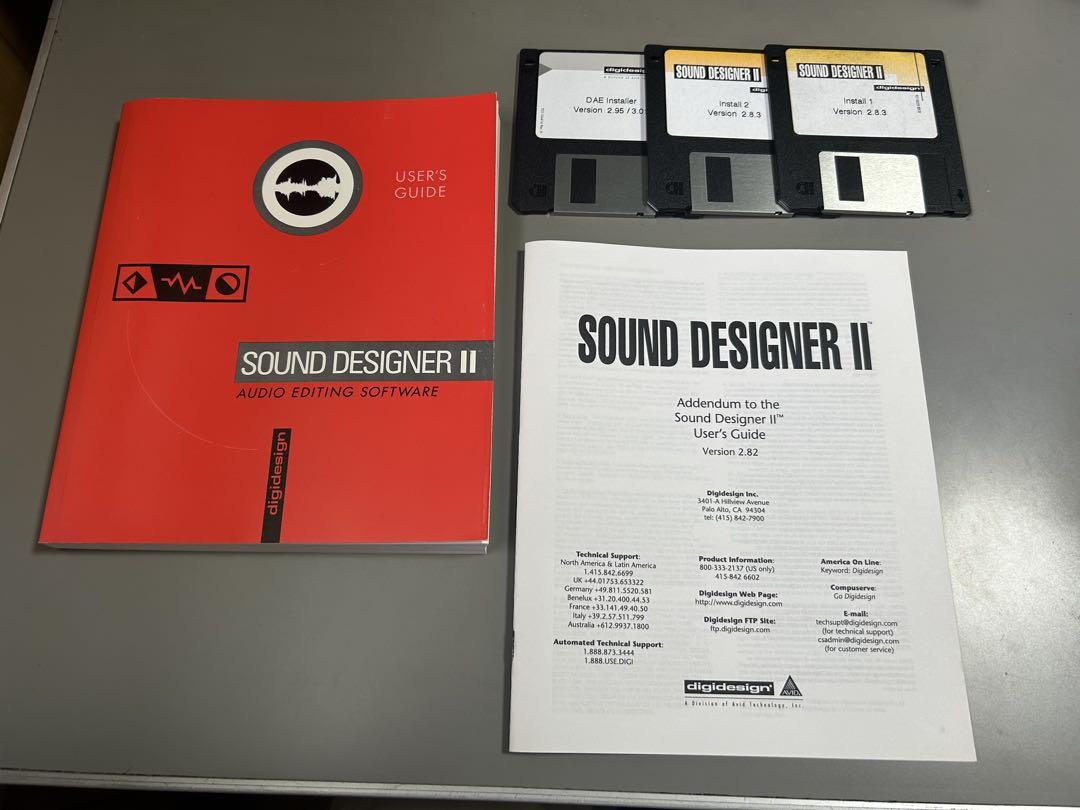 USER'S
GUIDE
SOUND DESIGNER II
AUDIO EDITING SOFTWARE
digidesign
digidesig
DAE Installer
Version 2.95 / 3.0
SOUND DESIGNER II
Install 2
Version 2.8.3
SOUND DESIGNER II
digidesign
Install 1
Version 2.8.3
SOUND DESIGNER II™
Addendum to the
Sound Designer II™
User's Guide
Version 2.82
Digidesign Inc.
3401-A Hillview Avenue
Palo Alto, CA 94304
tel: (415) 842-7900
Technical Support:
North America & Latin America
1.415.842.6699
UK +44.01753.653322
Germany +49.811.5520.581
Benelux +31.20.400.44.53
France +33.141.49.40.50
Italy +39.2.57.511.799
Australia +612.9937.1800
Automated Technical Support:
1.888.873.3444
1.888.USE.DIGI
Product Information:
800-333-2137 (US only)
415-842 6602
Digidesign Web Page:
http://www.digidesign.com
Digidesign FTP Site:
ftp.digidesign.com
America On Line:
Keyword: Digidesign
Compuserve:
Go Digidesign
E-mail:
techsupt@digidesign.com
(for technical support)
csadmin@digidesign.com
(for customer service)
digidesign
AVID
A Division of Avid Technology, Inc.